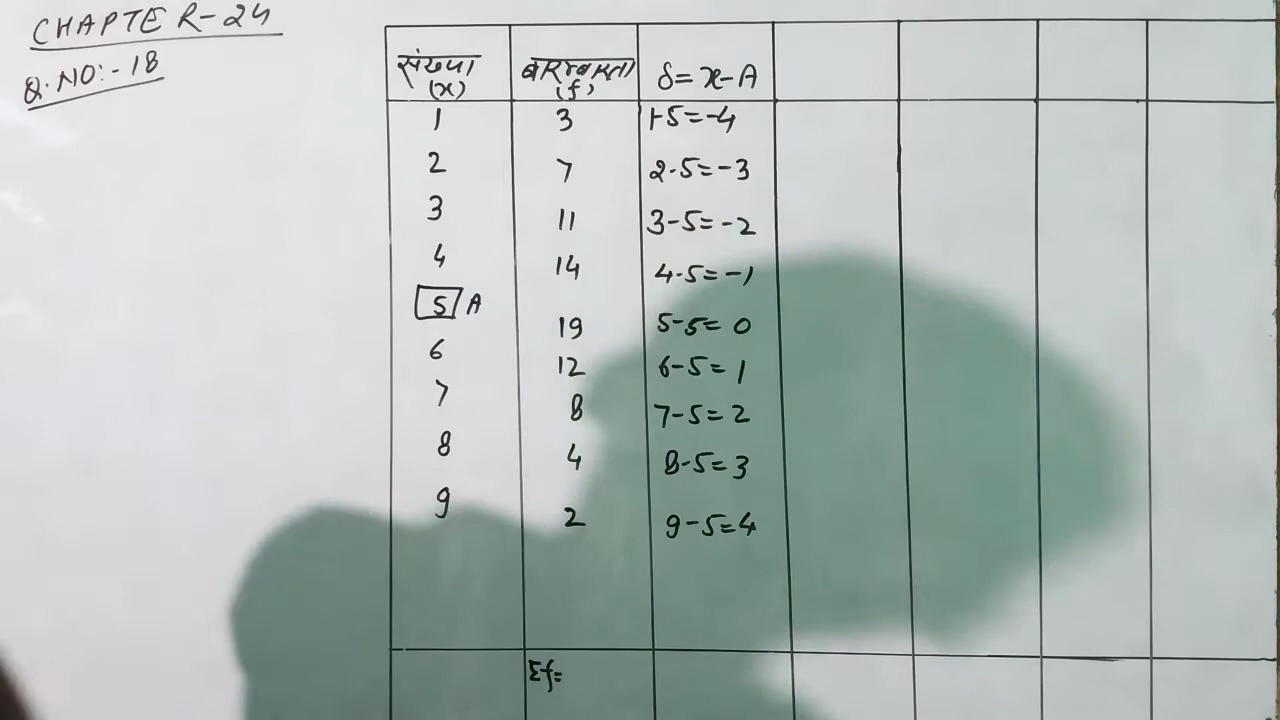 CHAPTER-24
Q.NO:-18
संख्या (x) बारम्बारता (f) δ=x-A
1 3 1-5=-4
2 7 2-5=-3
3 11 3-5=-2
4 14 4-5=-1
5 A 19 5-5=0
6 12 6-5=1
7 8 7-5=2
8 4 8-5=3
9 2 9-5=4
Σf=